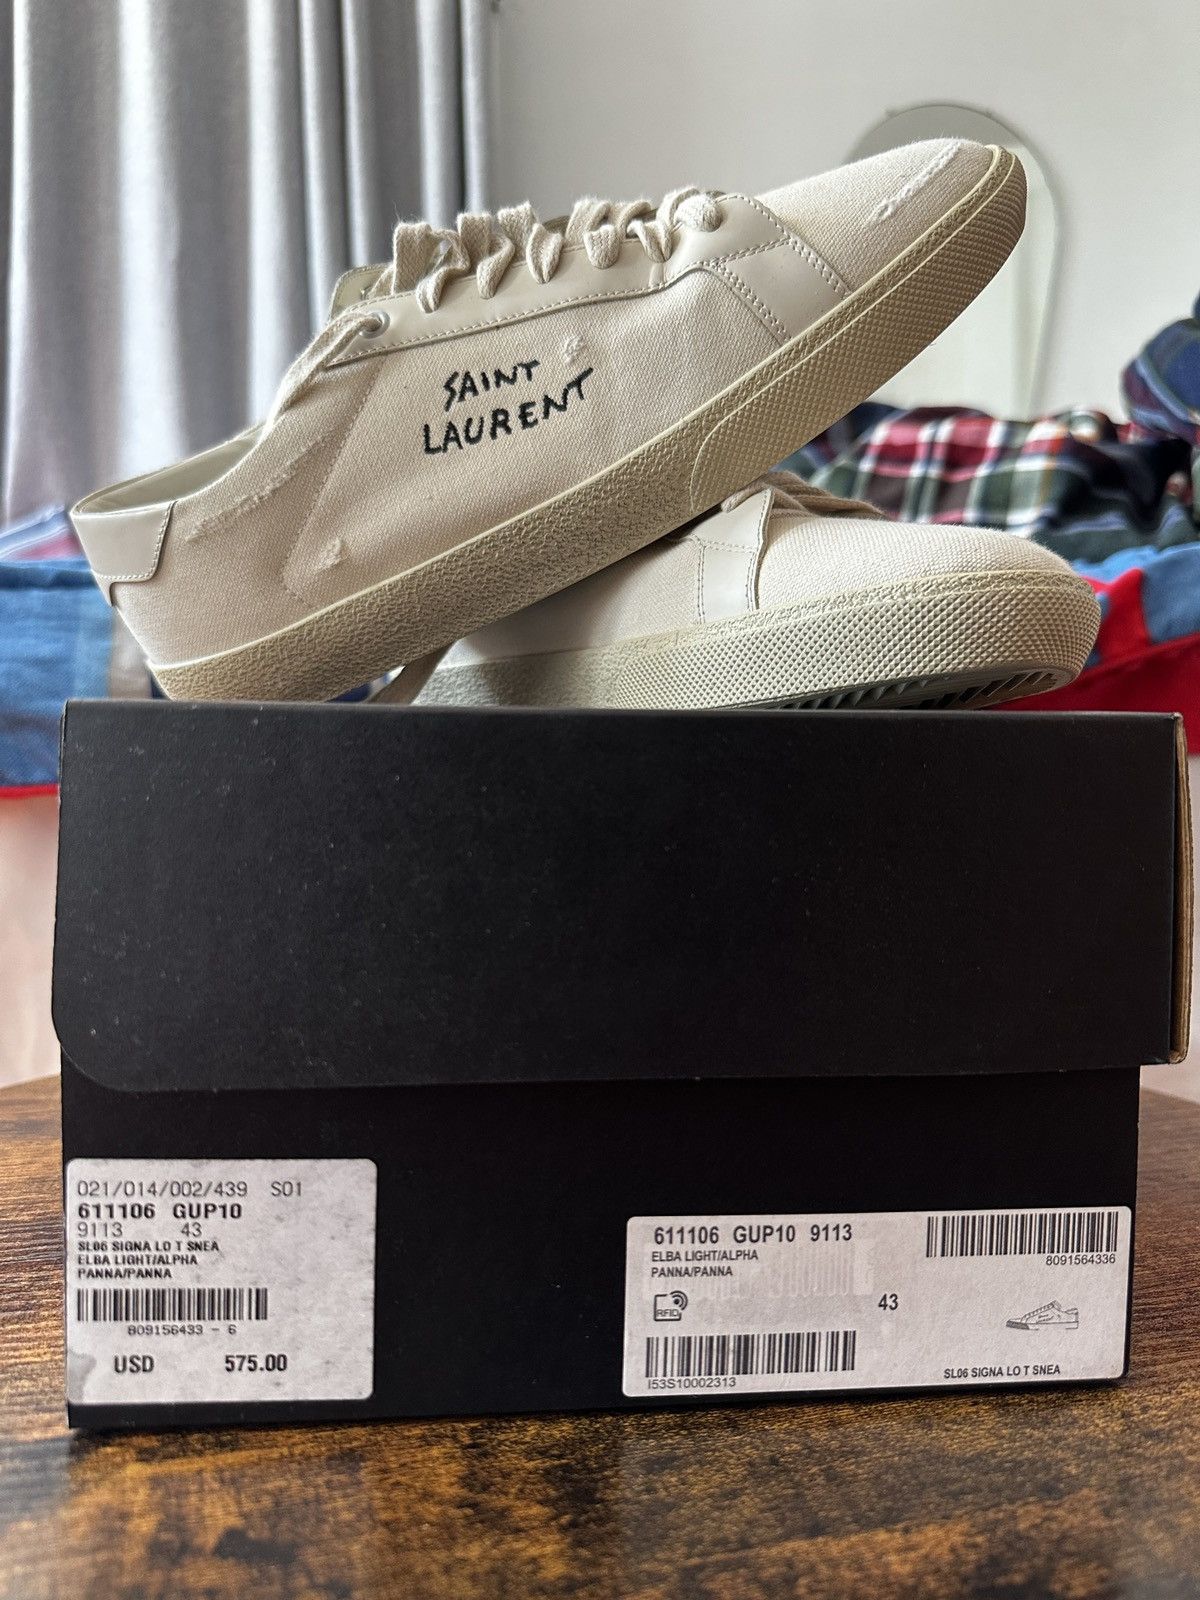 SAINT
LAURENT
021/014/002/439 S01
611106 GUP10
9113 43
SL06 SIGNA LO T SNEA
ELBA LIGHT/ALPHA
PANNA/PANNA
809156433 - 6
USD 575.00
611106 GUP10 9113
ELBA LIGHT/ALPHA
PANNA/PANNA
8091564336
RFID
43
I53S10002313
SL06 SIGNA LO T SNEA